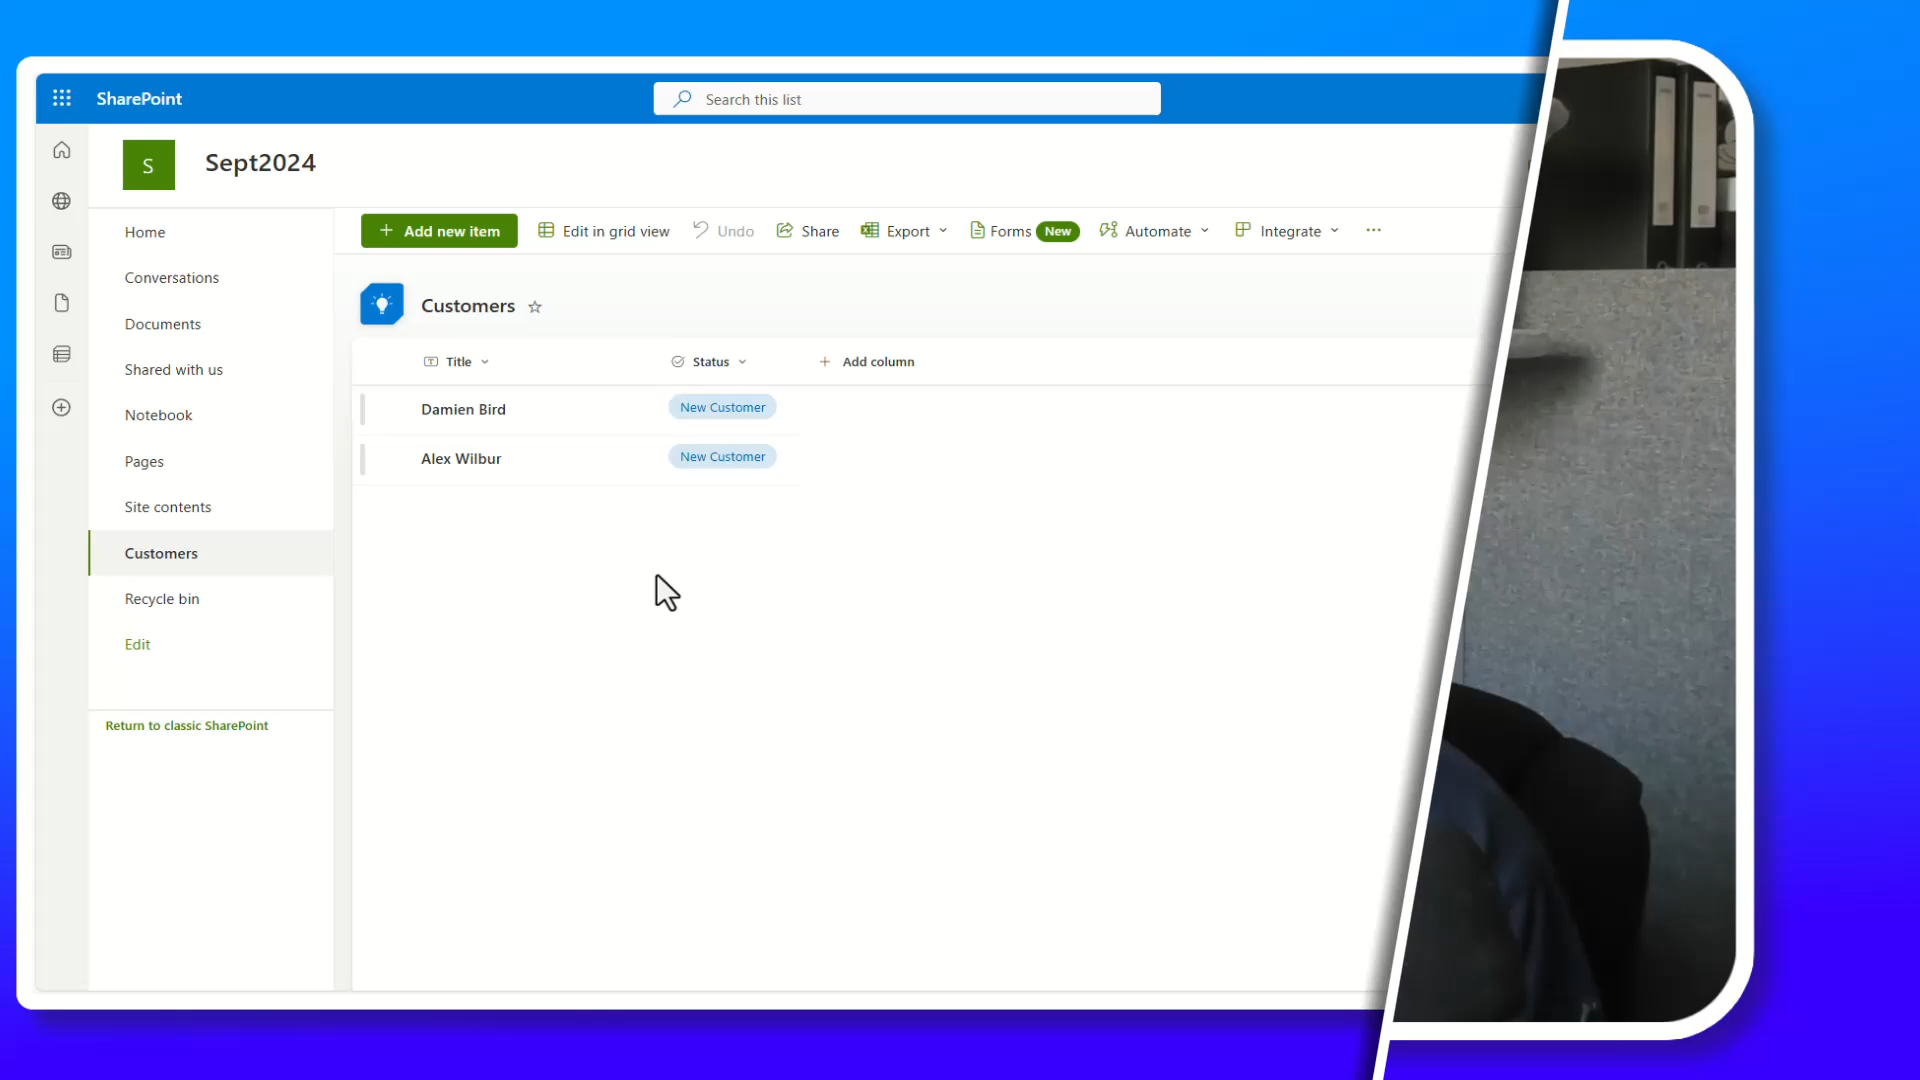 SharePoint
Search this list
S
Sept2024
Home
Conversations
Documents
Shared with us
Notebook
Pages
Site contents
Customers
Recycle bin
Edit
Return to classic SharePoint
Add new item
Edit in grid view
Undo
Share
Export
Forms New
Automate
Integrate
Customers
Title
Status
Add column
Damien Bird
New Customer
Alex Wilbur
New Customer